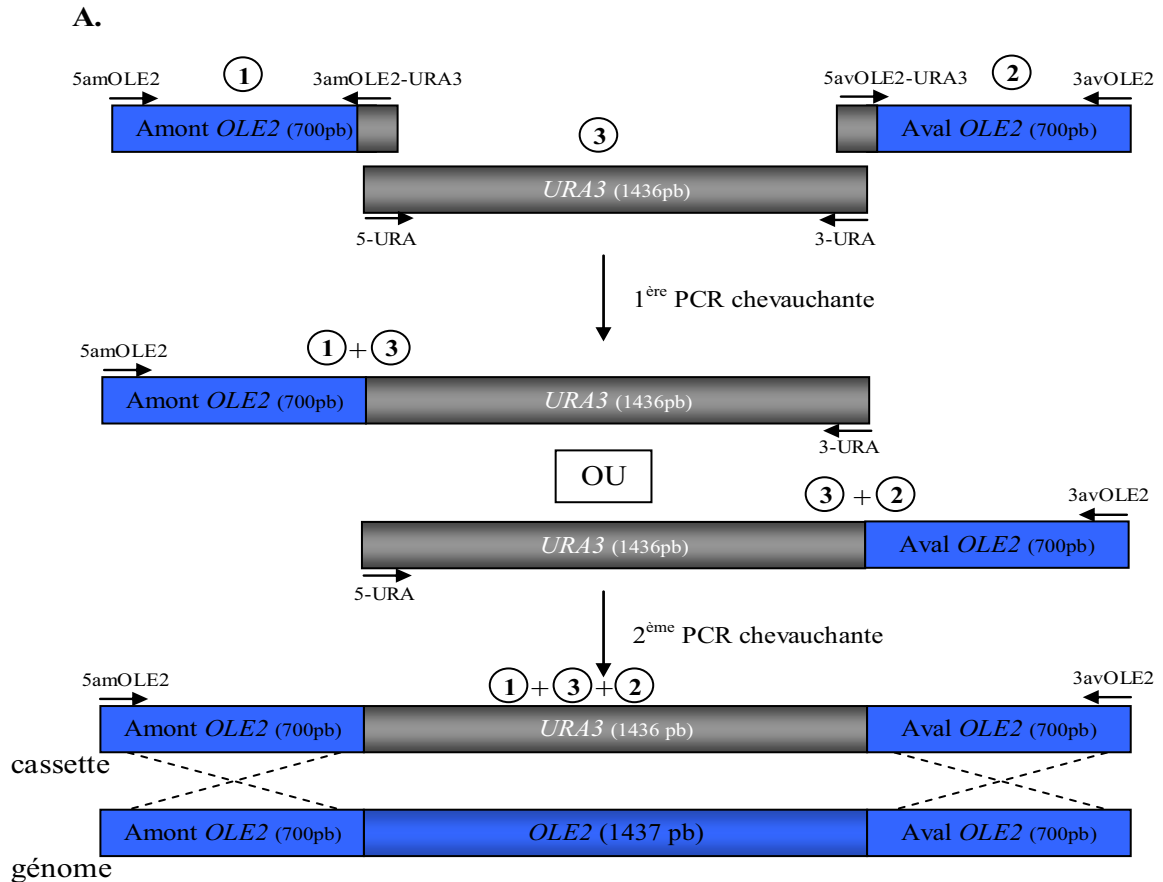 A.
5amOLE2 1 3amOLE2-URA3 5avOLE2-URA3 2 3avOLE2
Amont OLE2 (700pb) Aval OLE2 (700pb)
3
URA3 (1436pb)
5-URA 3-URA
1ère PCR chevauchante
5amOLE2 1 + 3
Amont OLE2 (700pb) URA3 (1436pb)
3-URA
OU
3 + 2 3avOLE2
URA3 (1436pb) Aval OLE2 (700pb)
5-URA
2ème PCR chevauchante
5amOLE2 1 + 3 + 2 3avOLE2
Amont OLE2 (700pb) URA3 (1436 pb) Aval OLE2 (700pb)
cassette
Amont OLE2 (700pb) OLE2 (1437 pb) Aval OLE2 (700pb)
génome